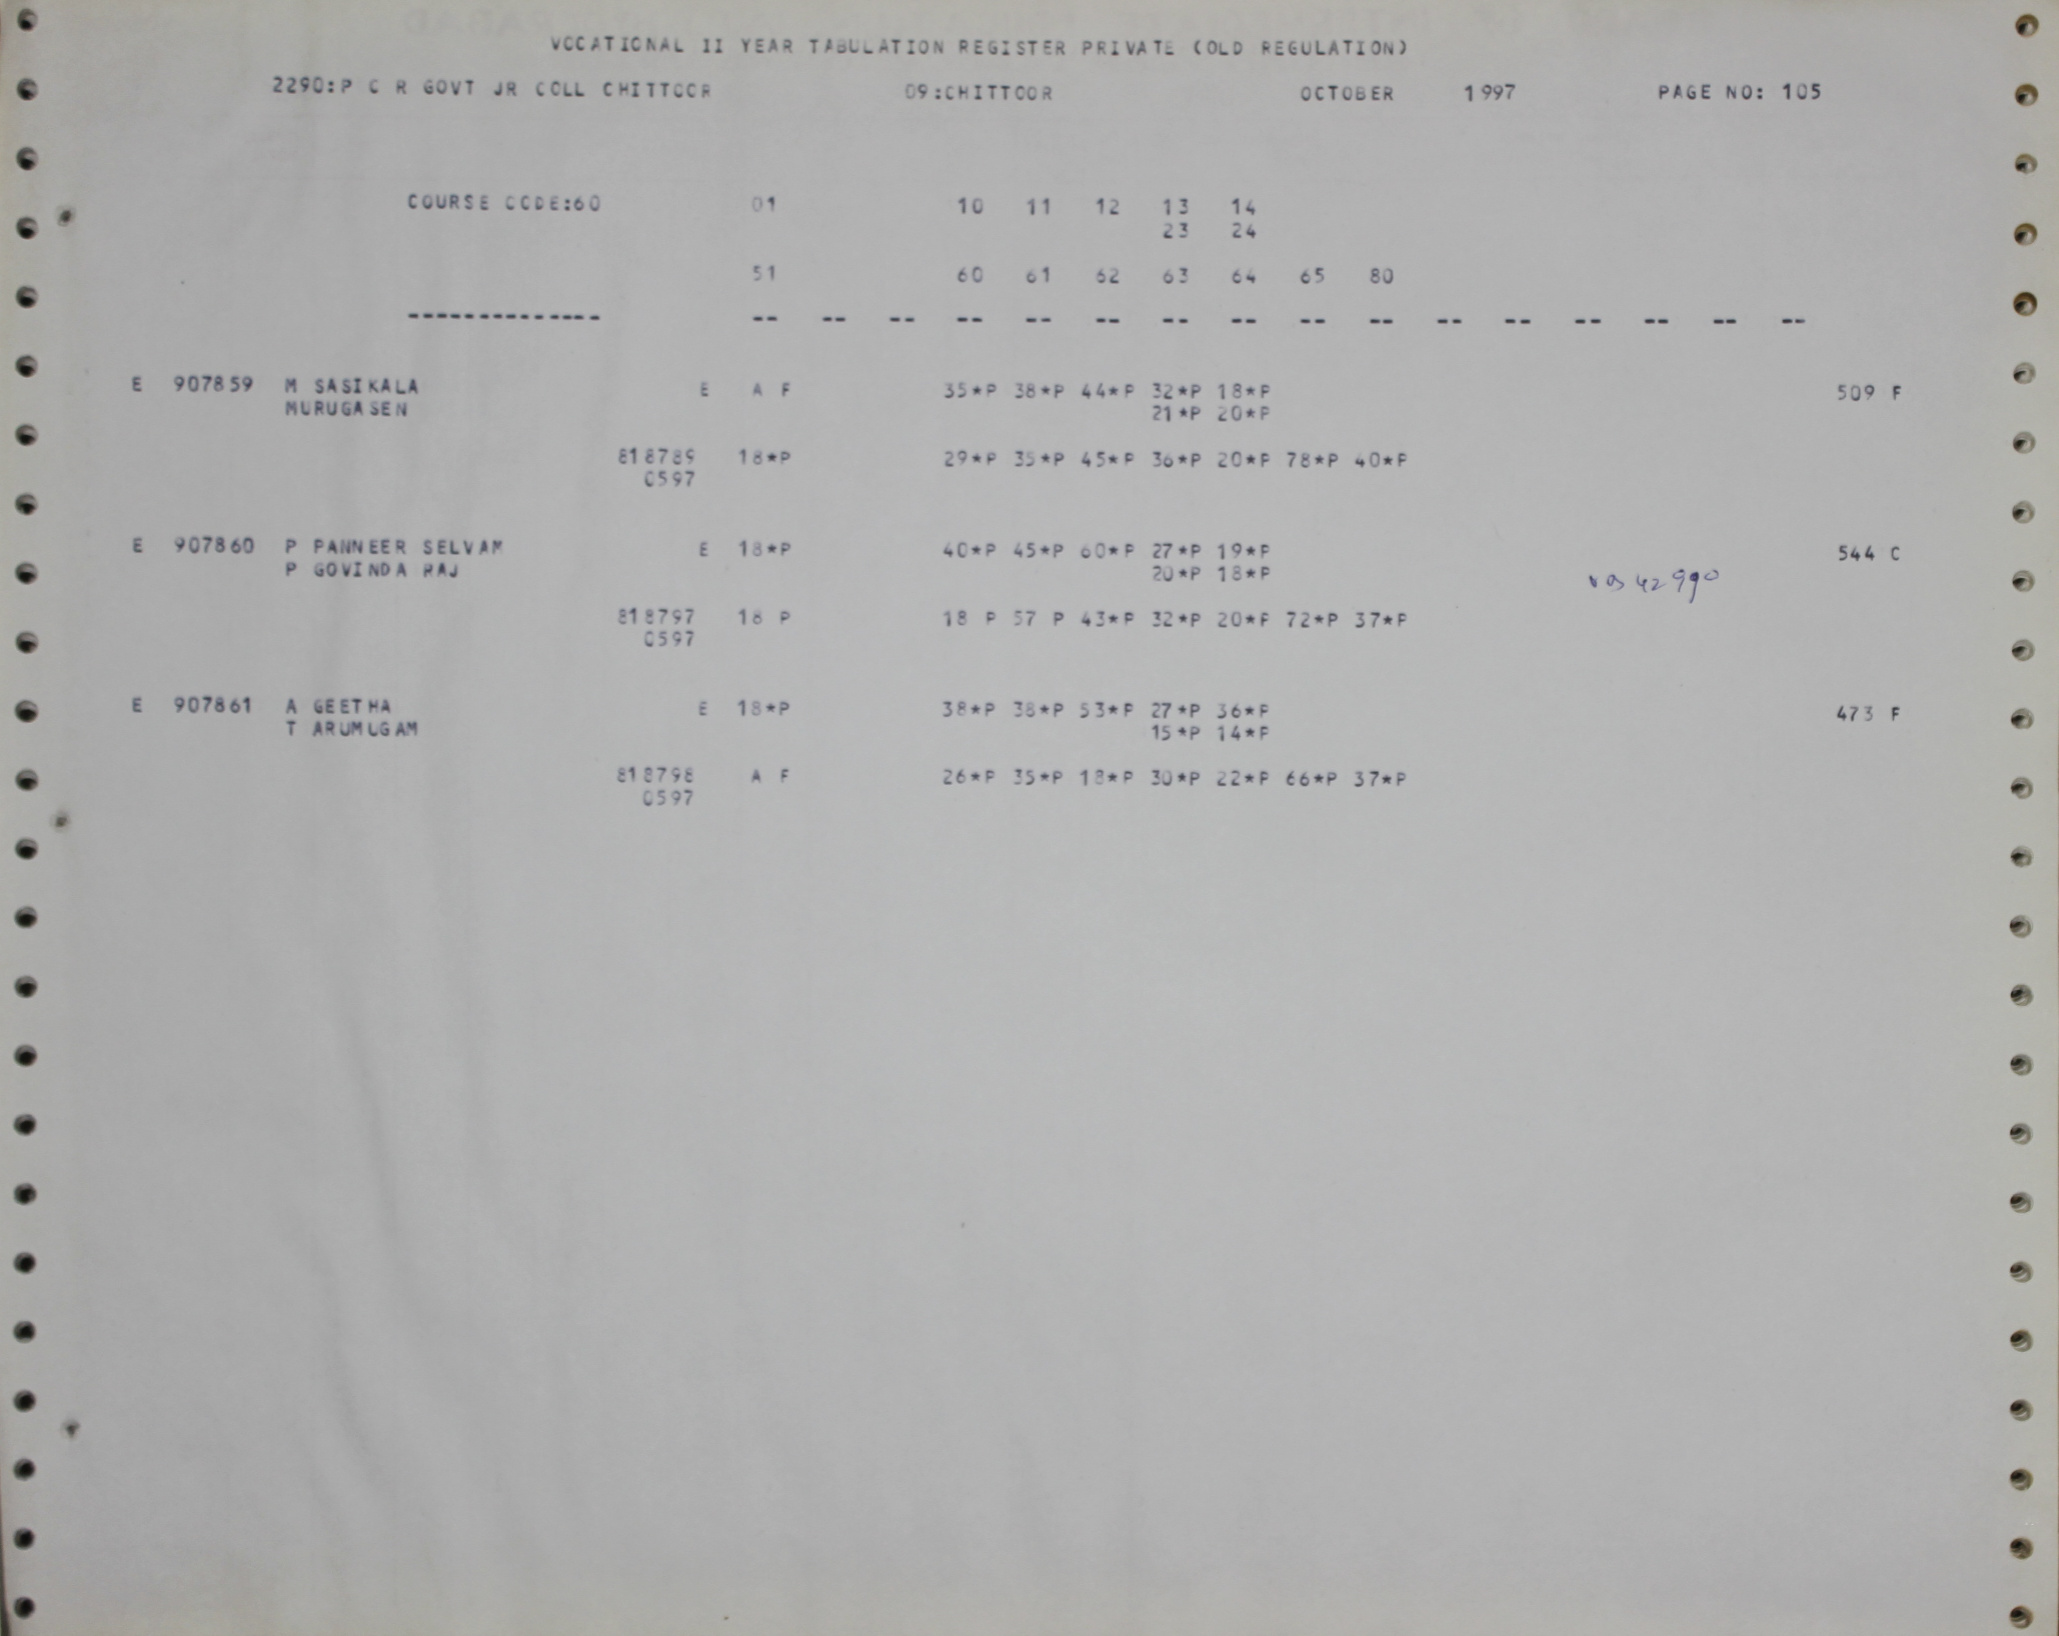 VOCATIONAL II YEAR TABULATION REGISTER PRIVATE (OLD REGULATION)
2290:P C R GOVT JR COLL CHITTOOR 09:CHITTOOR OCTOBER 1997 PAGE NO: 105
COURSE CODE:60 01 10 11 12 13 14
23 24
51 60 61 62 63 64 65 80
-------------- -- -- -- -- -- -- -- -- -- -- -- -- -- -- -- --
E 907859 M SASIKALA E A F 35*P 38*P 44*P 32*P 18*P 509 F
MURUGASEN 21*P 20*P
818789 18*P 29*P 35*P 45*P 36*P 20*P 78*P 40*P
0597
E 907860 P PANNEER SELVAM E 18*P 40*P 45*P 60*P 27*P 19*P 544 C
P GOVINDA RAJ 20*P 18*P
818797 18 P 18 P 57 P 43*P 32*P 20*P 72*P 37*P
0597
E 907861 A GEETHA E 18*P 38*P 38*P 53*P 27*P 36*P 473 F
T ARUMUGAM 15*P 14*P
818798 A F 26*P 35*P 18*P 30*P 22*P 66*P 37*P
0597